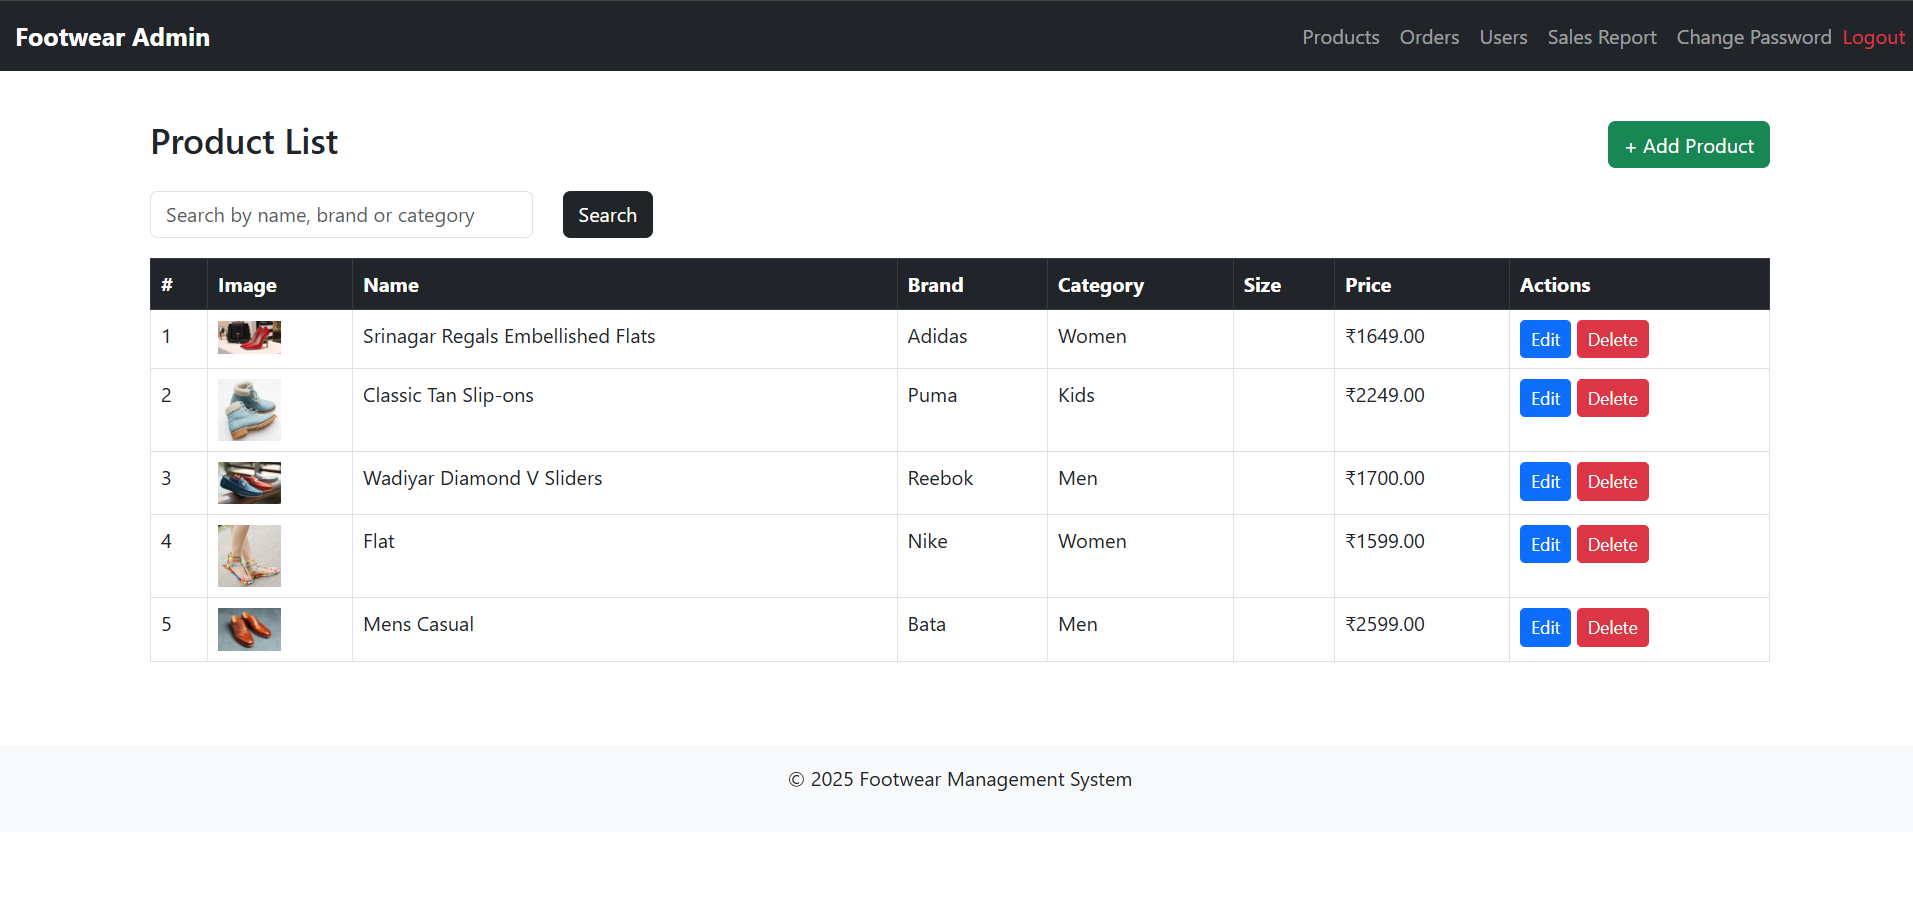 Footwear Admin Products Orders Users Sales Report Change Password Logout
Product List + Add Product
Search by name, brand or category Search
# Image Name Brand Category Size Price Actions
1 Srinagar Regals Embellished Flats Adidas Women ₹1649.00 Edit Delete
2 Classic Tan Slip-ons Puma Kids ₹2249.00 Edit Delete
3 Wadiyar Diamond V Sliders Reebok Men ₹1700.00 Edit Delete
4 Flat Nike Women ₹1599.00 Edit Delete
5 Mens Casual Bata Men ₹2599.00 Edit Delete
© 2025 Footwear Management System